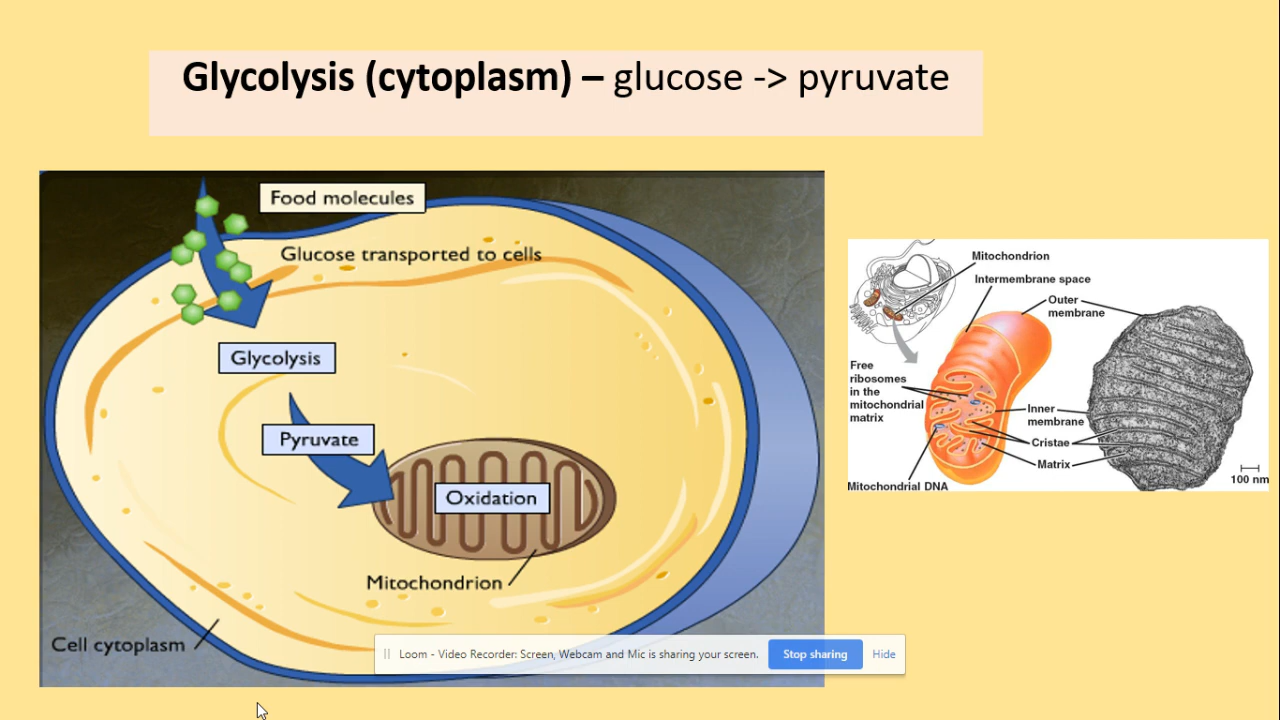 Glycolysis (cytoplasm) – glucose -> pyruvate
Food molecules
Glucose transported to cells
Glycolysis
Pyruvate
Oxidation
Mitochondrion
Cell cytoplasm
Mitochondrion
Intermembrane space
Outer
membrane
Free
ribosomes
in the
mitochondrial
matrix
Inner
membrane
Cristae
Matrix
Mitochondrial DNA
100 nm
Loom - Video Recorder: Screen, Webcam and Mic is sharing your screen.
Stop sharing
Hide